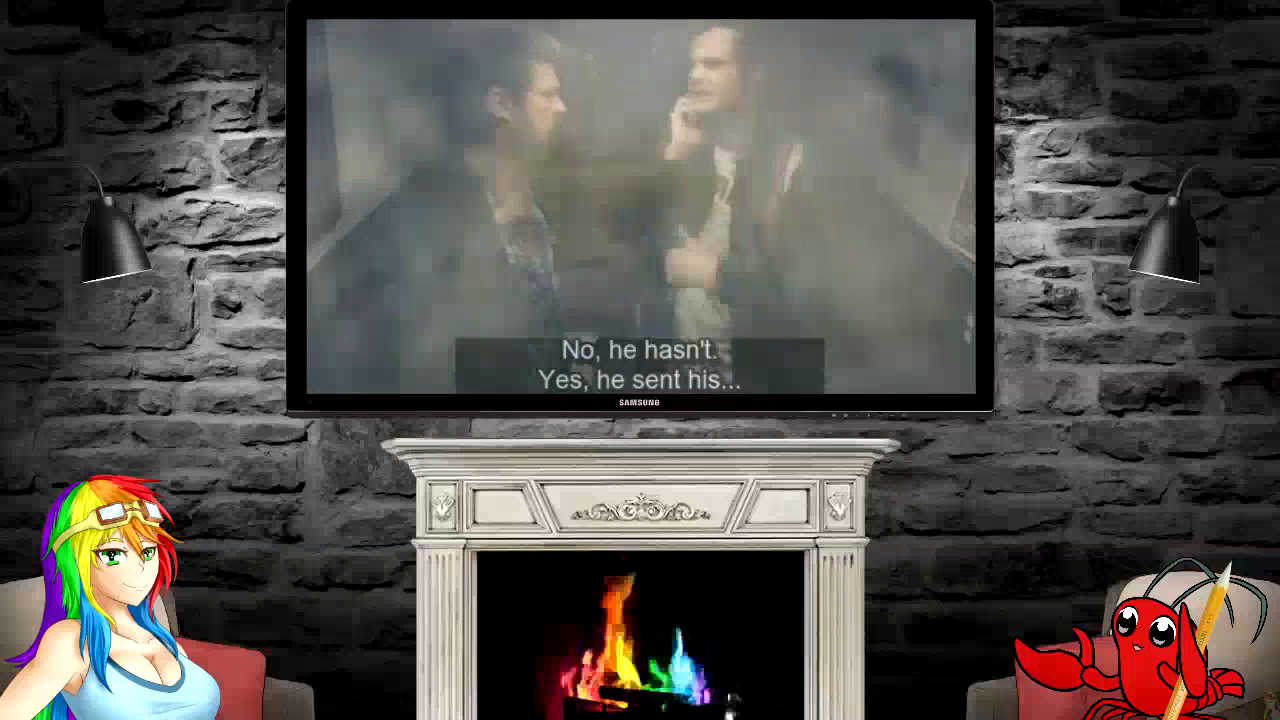 No, he hasn't.
Yes, he sent his...
SAMSUNG